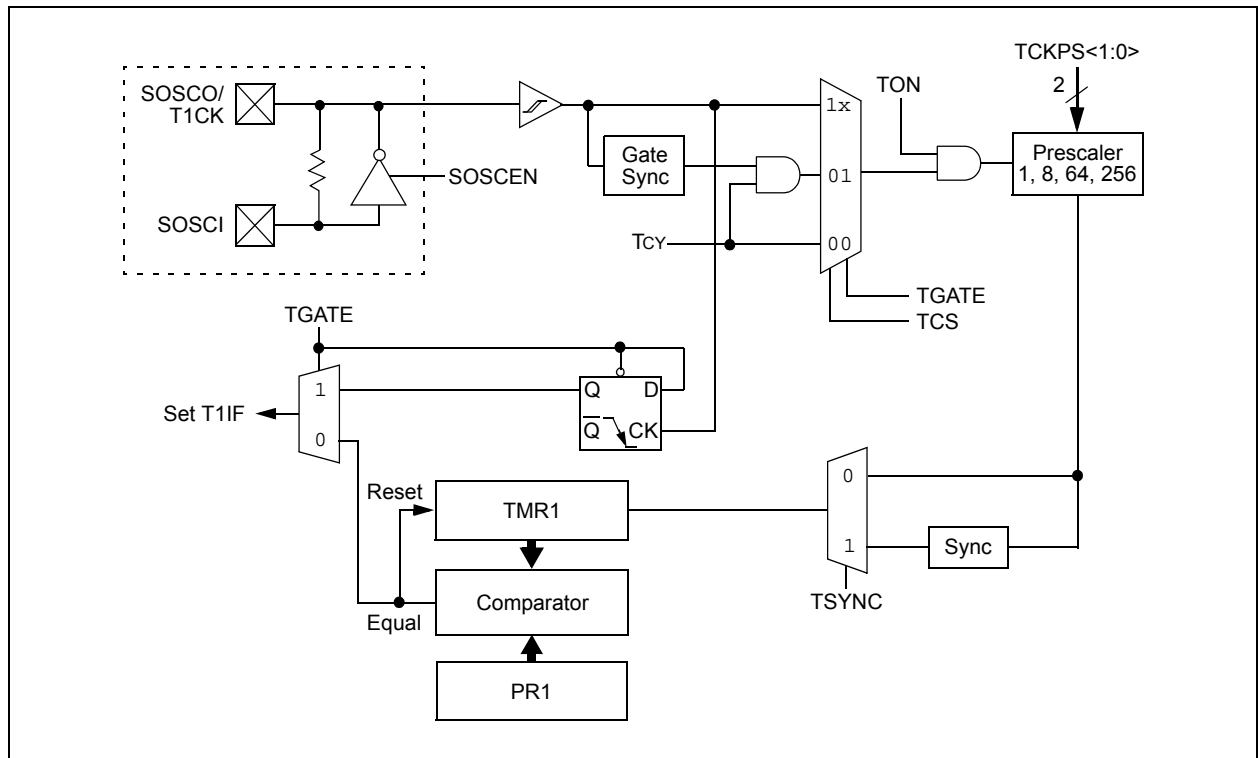 TCKPS<1:0>
2
TON
SOSCO/
T1CK
1x
Prescaler
1, 8, 64, 256
Gate
Sync
SOSCEN
01
SOSCI
TCY
00
TGATE
TCS
TGATE
1
Q
D
Set T1IF
Q
CK
0
0
Reset
TMR1
1
Sync
TSYNC
Comparator
Equal
PR1